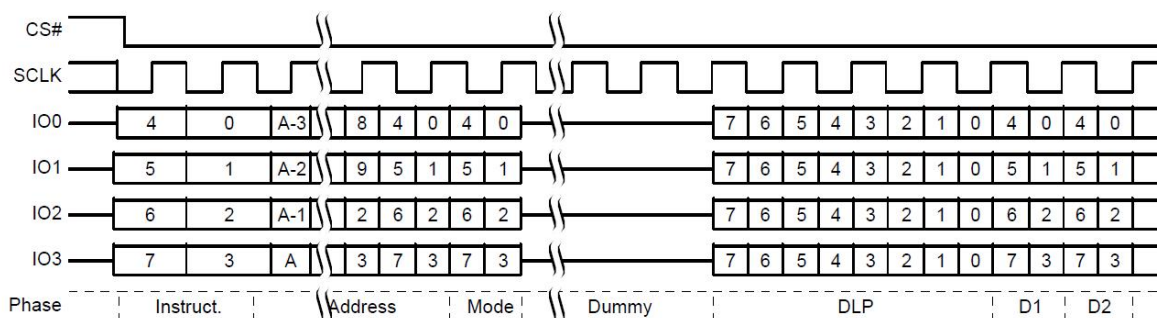 CS#
SCLK
IO0 4 0 A-3 8 4 0 4 0 7 6 5 4 3 2 1 0 4 0 4 0
IO1 5 1 A-2 9 5 1 5 1 7 6 5 4 3 2 1 0 5 1 5 1
IO2 6 2 A-1 2 6 2 6 2 7 6 5 4 3 2 1 0 6 2 6 2
IO3 7 3 A 3 7 3 7 3 7 6 5 4 3 2 1 0 7 3 7 3
Phase Instruct. Address Mode Dummy DLP D1 D2